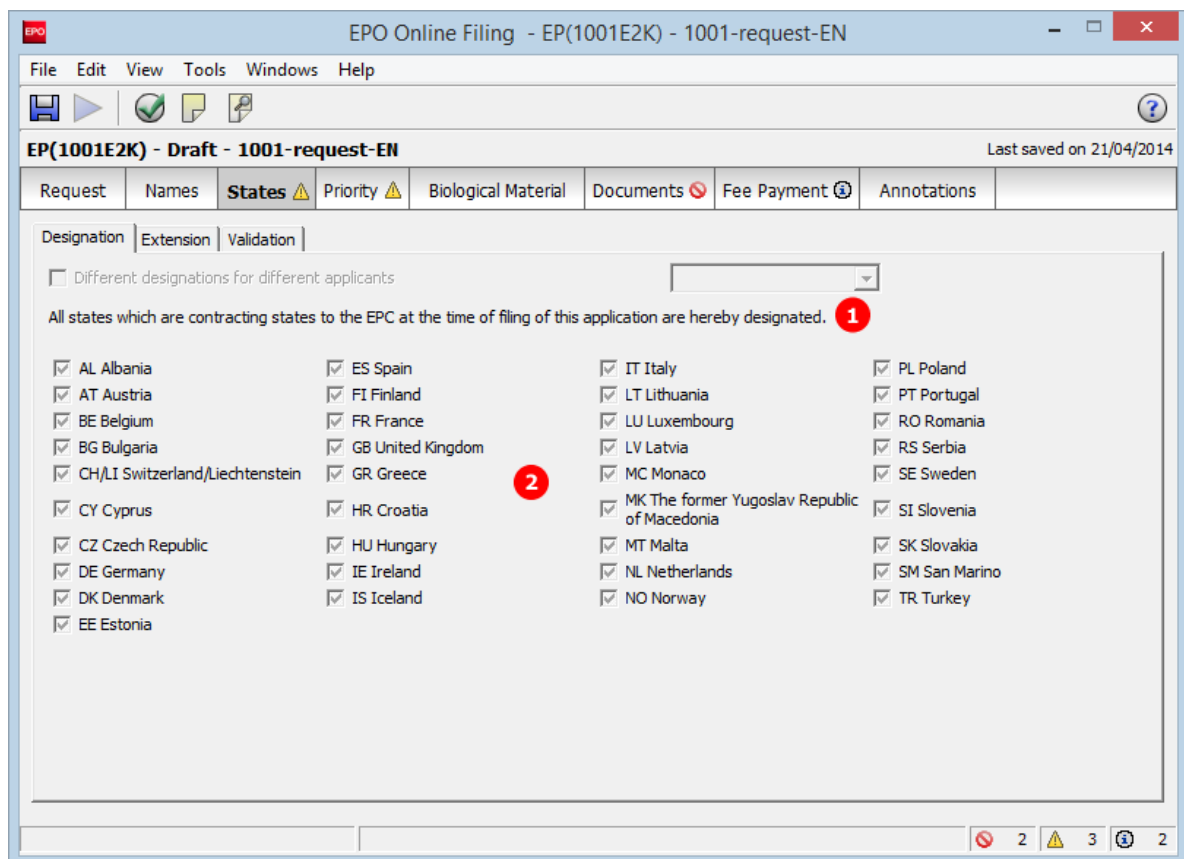 EPO
EPO Online Filing - EP(1001E2K) - 1001-request-EN
File Edit View Tools Windows Help
?
EP(1001E2K) - Draft - 1001-request-EN
Last saved on 21/04/2014
Request Names States Priority Biological Material Documents Fee Payment Annotations
Designation Extension Validation
Different designations for different applicants
All states which are contracting states to the EPC at the time of filing of this application are hereby designated. 1
AL Albania
AT Austria
BE Belgium
BG Bulgaria
CH/LI Switzerland/Liechtenstein
CY Cyprus
CZ Czech Republic
DE Germany
DK Denmark
EE Estonia
ES Spain
FI Finland
FR France
GB United Kingdom
GR Greece
HR Croatia
HU Hungary
IE Ireland
IS Iceland
2
IT Italy
LT Lithuania
LU Luxembourg
LV Latvia
MC Monaco
MK The former Yugoslav Republic
of Macedonia
MT Malta
NL Netherlands
NO Norway
PL Poland
PT Portugal
RO Romania
RS Serbia
SE Sweden
SI Slovenia
SK Slovakia
SM San Marino
TR Turkey
2 3 2